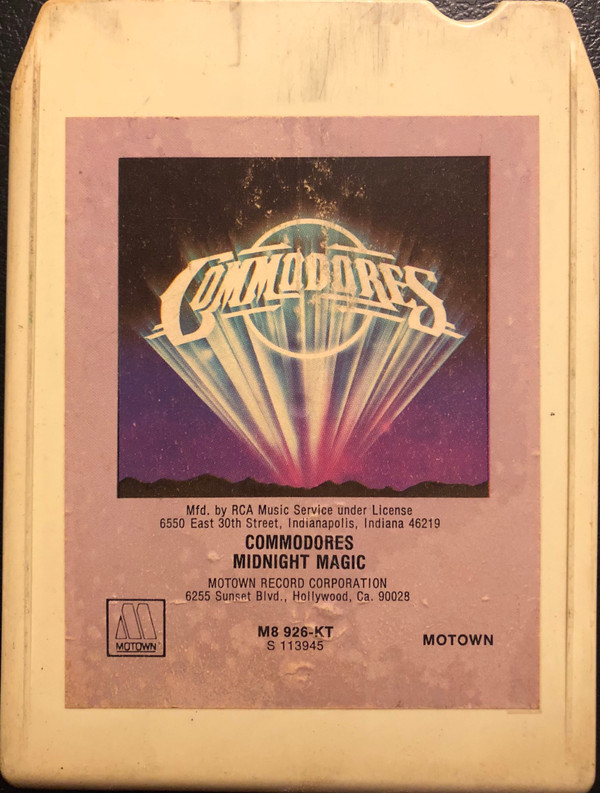 COMMODORES
Mfd. by RCA Music Service under License
6550 East 30th Street, Indianapolis, Indiana 46219
COMMODORES
MIDNIGHT MAGIC
MOTOWN RECORD CORPORATION
6255 Sunset Blvd., Hollywood, Ca. 90028
MOTOWN
M8 926-KT
S 113945
MOTOWN